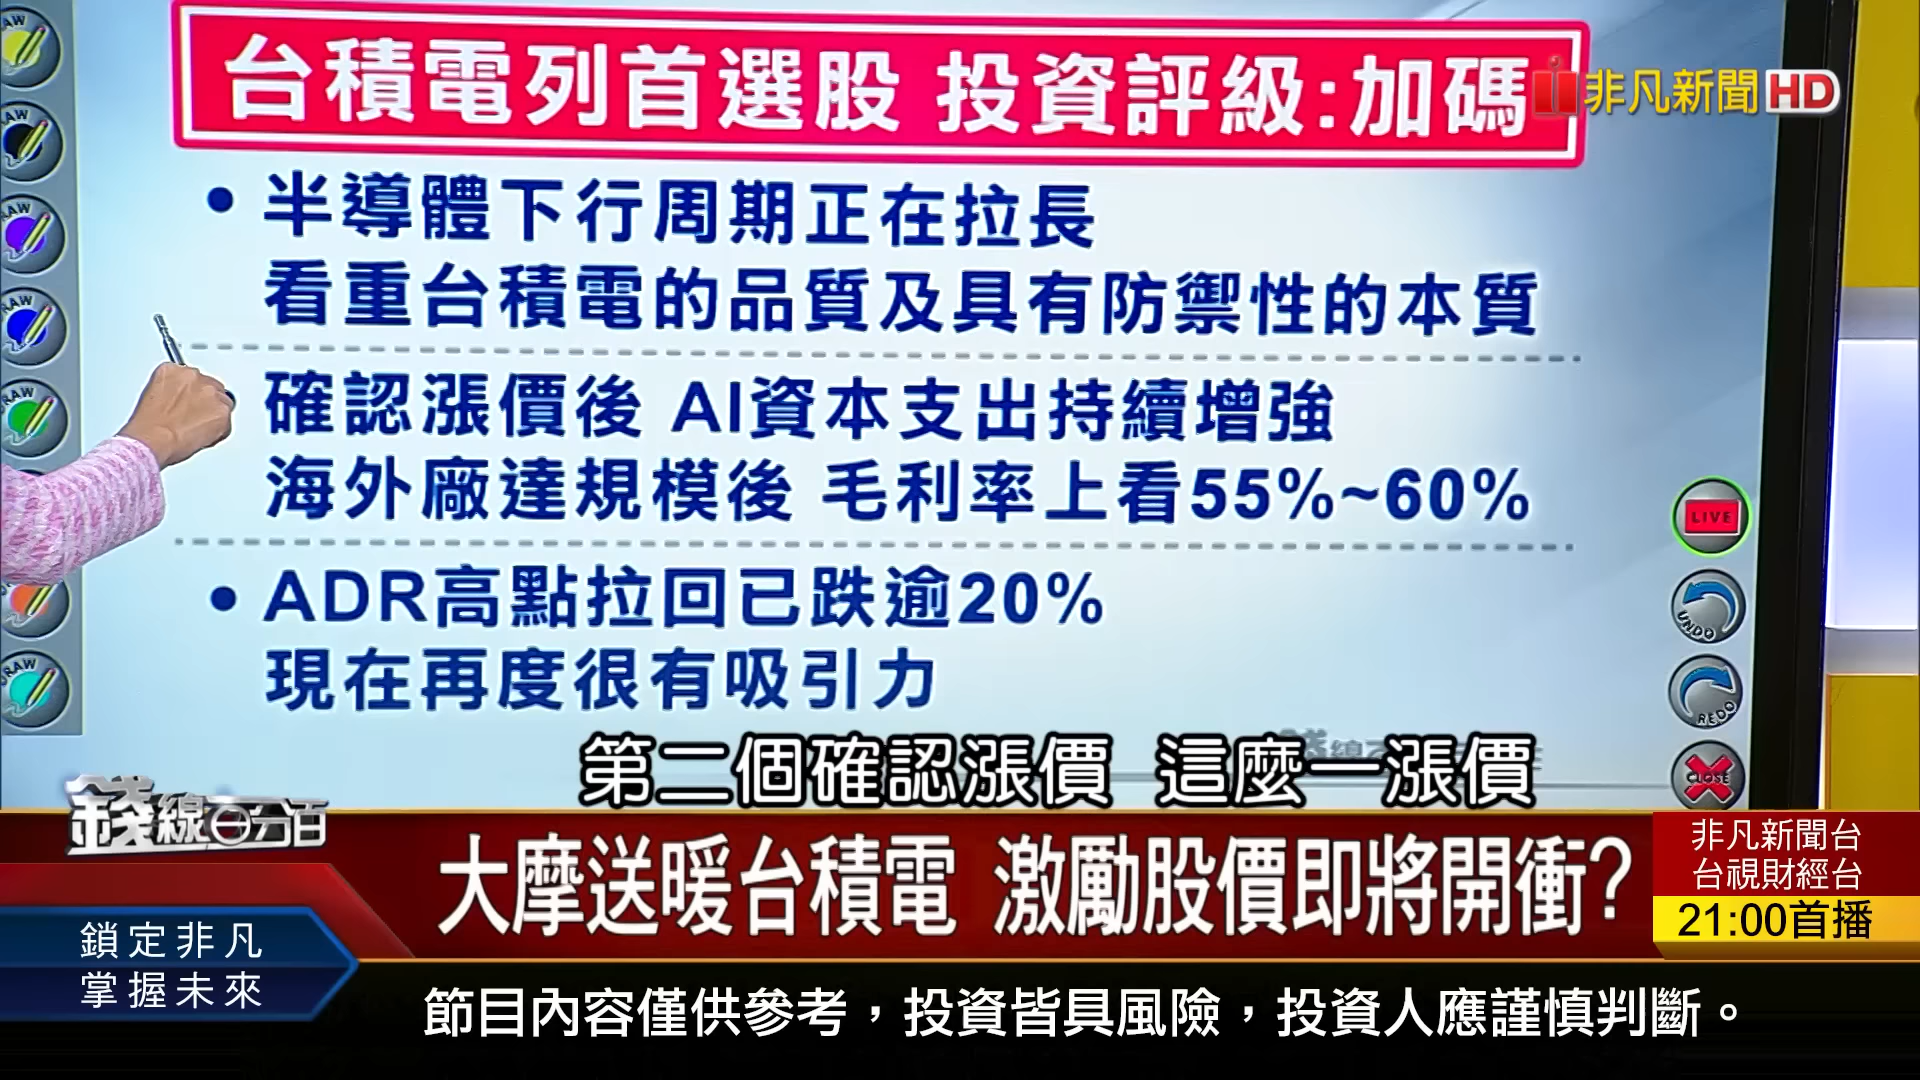 台積電列首選股 投資評級:加碼
非凡新聞HD
• 半導體下行周期正在拉長
看重台積電的品質及具有防禦性的本質
確認漲價後 AI資本支出持續增強
海外廠達規模後 毛利率上看55%~60%
• ADR高點拉回已跌逾20%
現在再度很有吸引力
DRAW
DRAW
DRAW
DRAW
DRAW
DRAW
LIVE
UNDO
REDO
CLOSE
第二個確認漲價 這麼一漲價
錢線百分百
大摩送暖台積電 激勵股價即將開衝?
非凡新聞台
台視財經台
21:00首播
鎖定非凡
掌握未來
節目內容僅供參考，投資皆具風險，投資人應謹慎判斷。